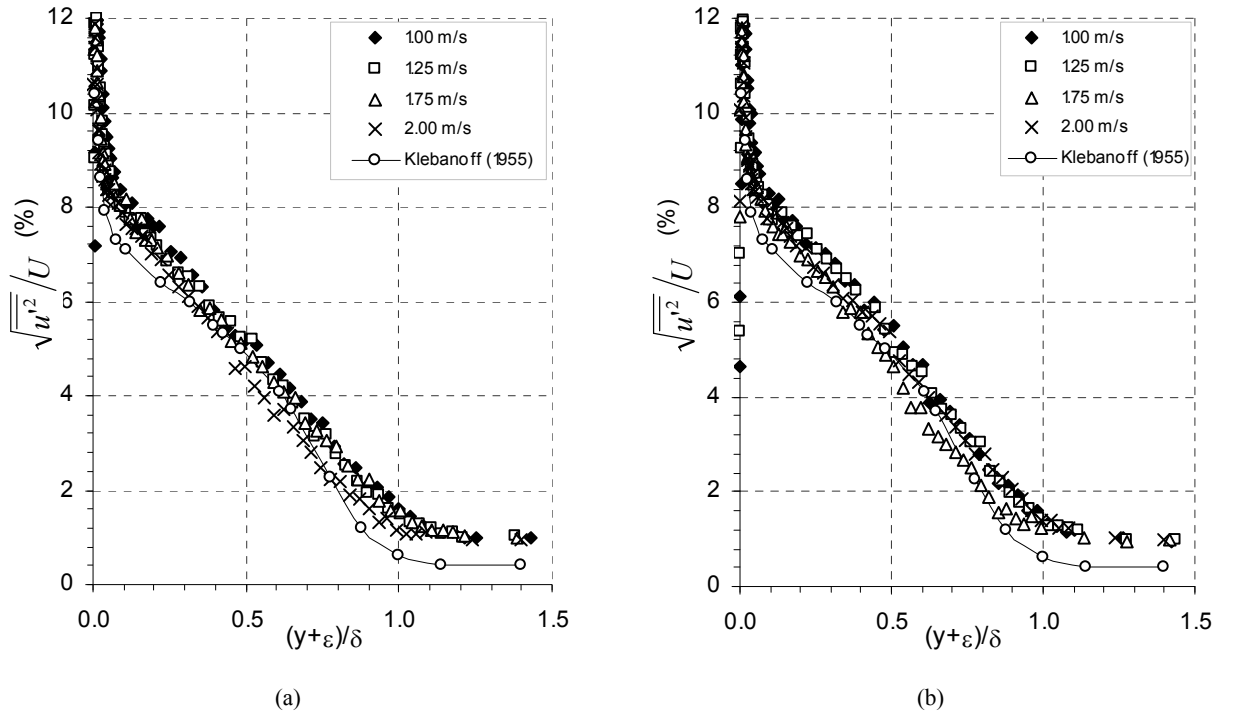 12
10
8
6
4
2
0
√u'² /U (%)
1.00 m/s
1.25 m/s
1.75 m/s
2.00 m/s
Klebanoff (1955)
0.0 0.5 1.0 1.5
(y+ε)/δ
(a)
12
10
8
6
4
2
0
√u'² /U (%)
1.00 m/s
1.25 m/s
1.75 m/s
2.00 m/s
Klebanoff (1955)
0.0 0.5 1.0 1.5
(y+ε)/δ
(b)